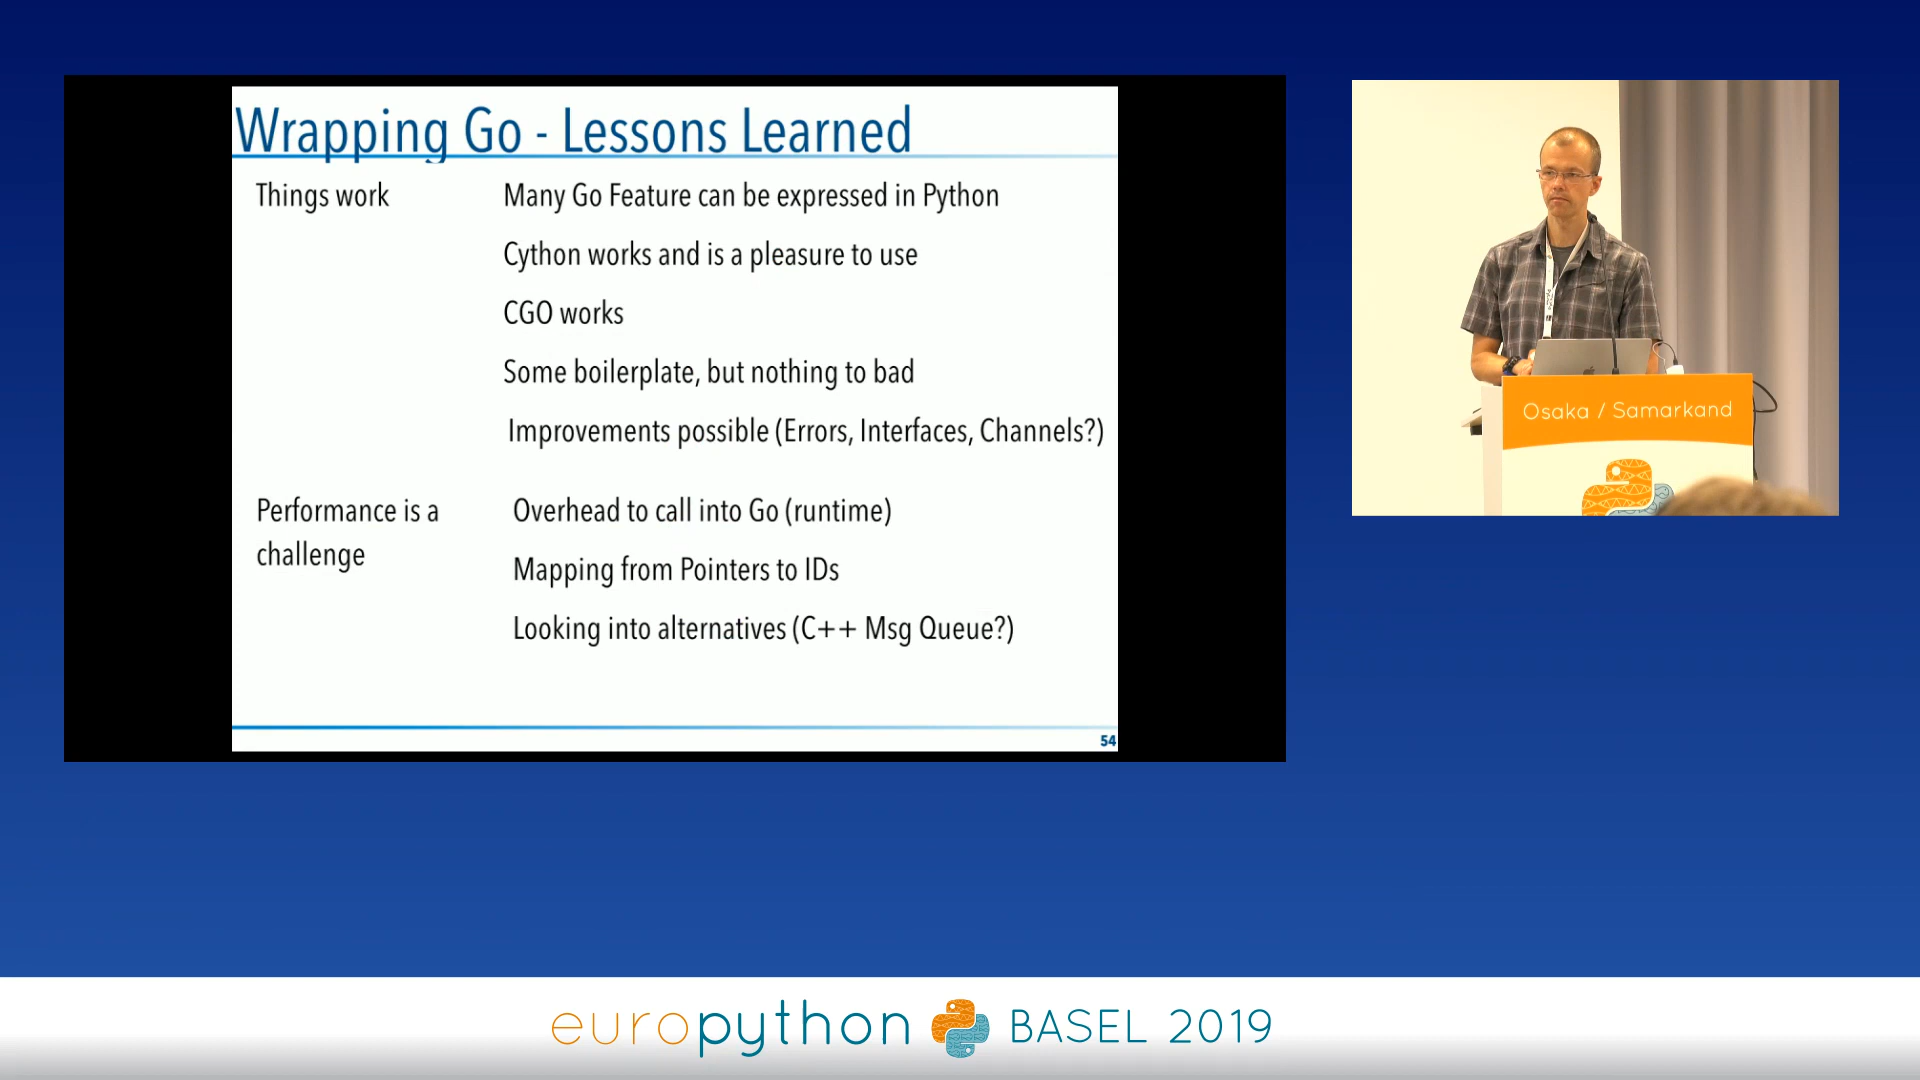 Wrapping Go - Lessons Learned
Things work
Many Go Feature can be expressed in Python
Cython works and is a pleasure to use
CGO works
Some boilerplate, but nothing to bad
Improvements possible (Errors, Interfaces, Channels?)
Performance is a
challenge
Overhead to call into Go (runtime)
Mapping from Pointers to IDs
Looking into alternatives (C++ Msg Queue?)
54
Osaka / Samarkand
europython BASEL 2019